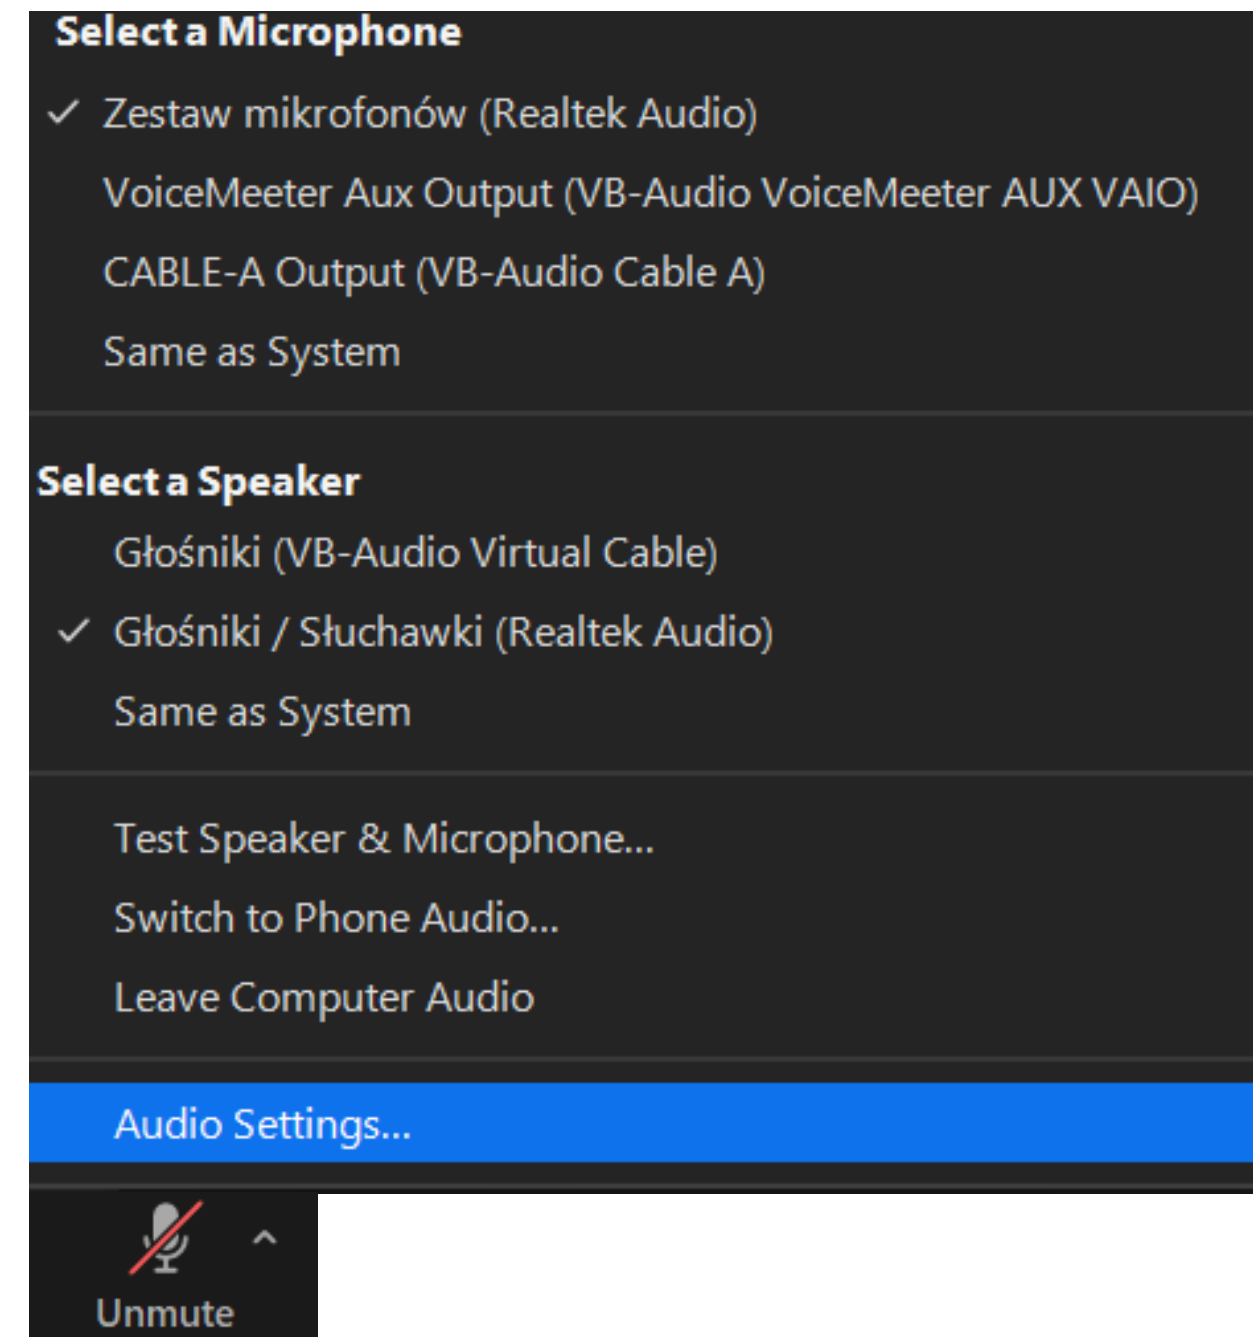 Select a Microphone
Zestaw mikrofonów (Realtek Audio)
VoiceMeeter Aux Output (VB-Audio VoiceMeeter AUX VAIO)
CABLE-A Output (VB-Audio Cable A)
Same as System
Select a Speaker
Głośniki (VB-Audio Virtual Cable)
Głośniki / Słuchawki (Realtek Audio)
Same as System
Test Speaker & Microphone...
Switch to Phone Audio...
Leave Computer Audio
Audio Settings...
Unmute